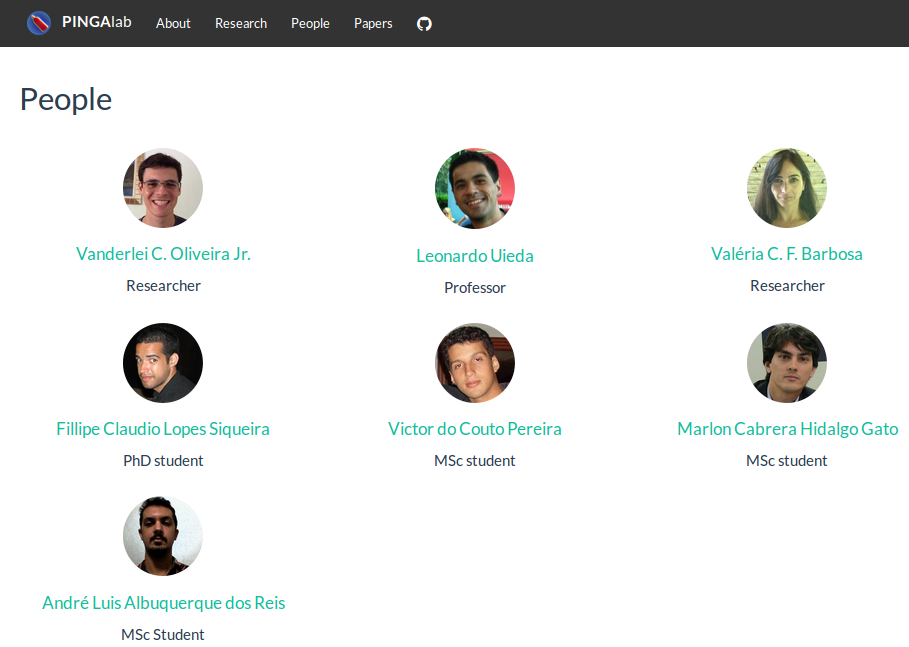 PINGAlab About Research People Papers
People
Vanderlei C. Oliveira Jr. Leonardo Uieda Valéria C. F. Barbosa
Researcher Professor Researcher
Fillipe Claudio Lopes Siqueira Victor do Couto Pereira Marlon Cabrera Hidalgo Gato
PhD student MSc student MSc student
André Luis Albuquerque dos Reis
MSc Student